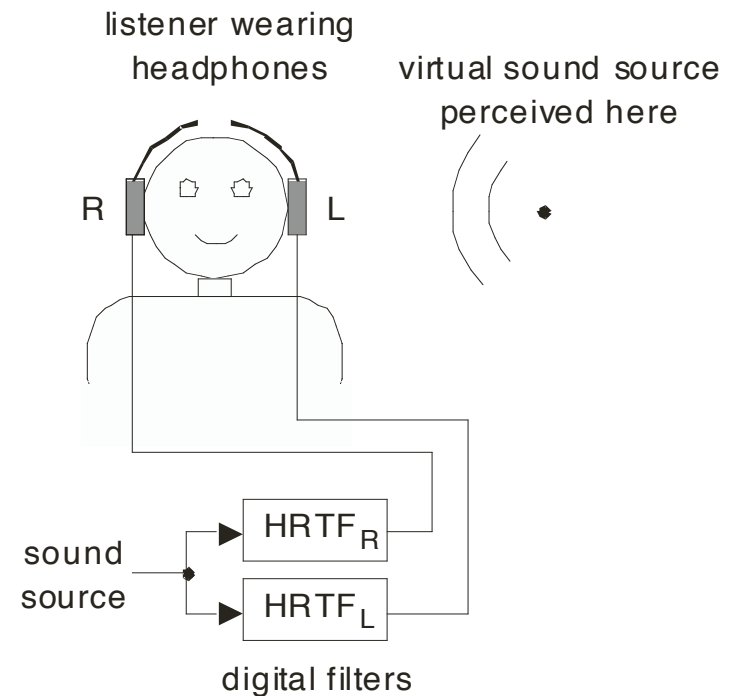 listener wearing
headphones
virtual sound source
perceived here
R
L
HRTF_R
sound
source
HRTF_L
digital filters